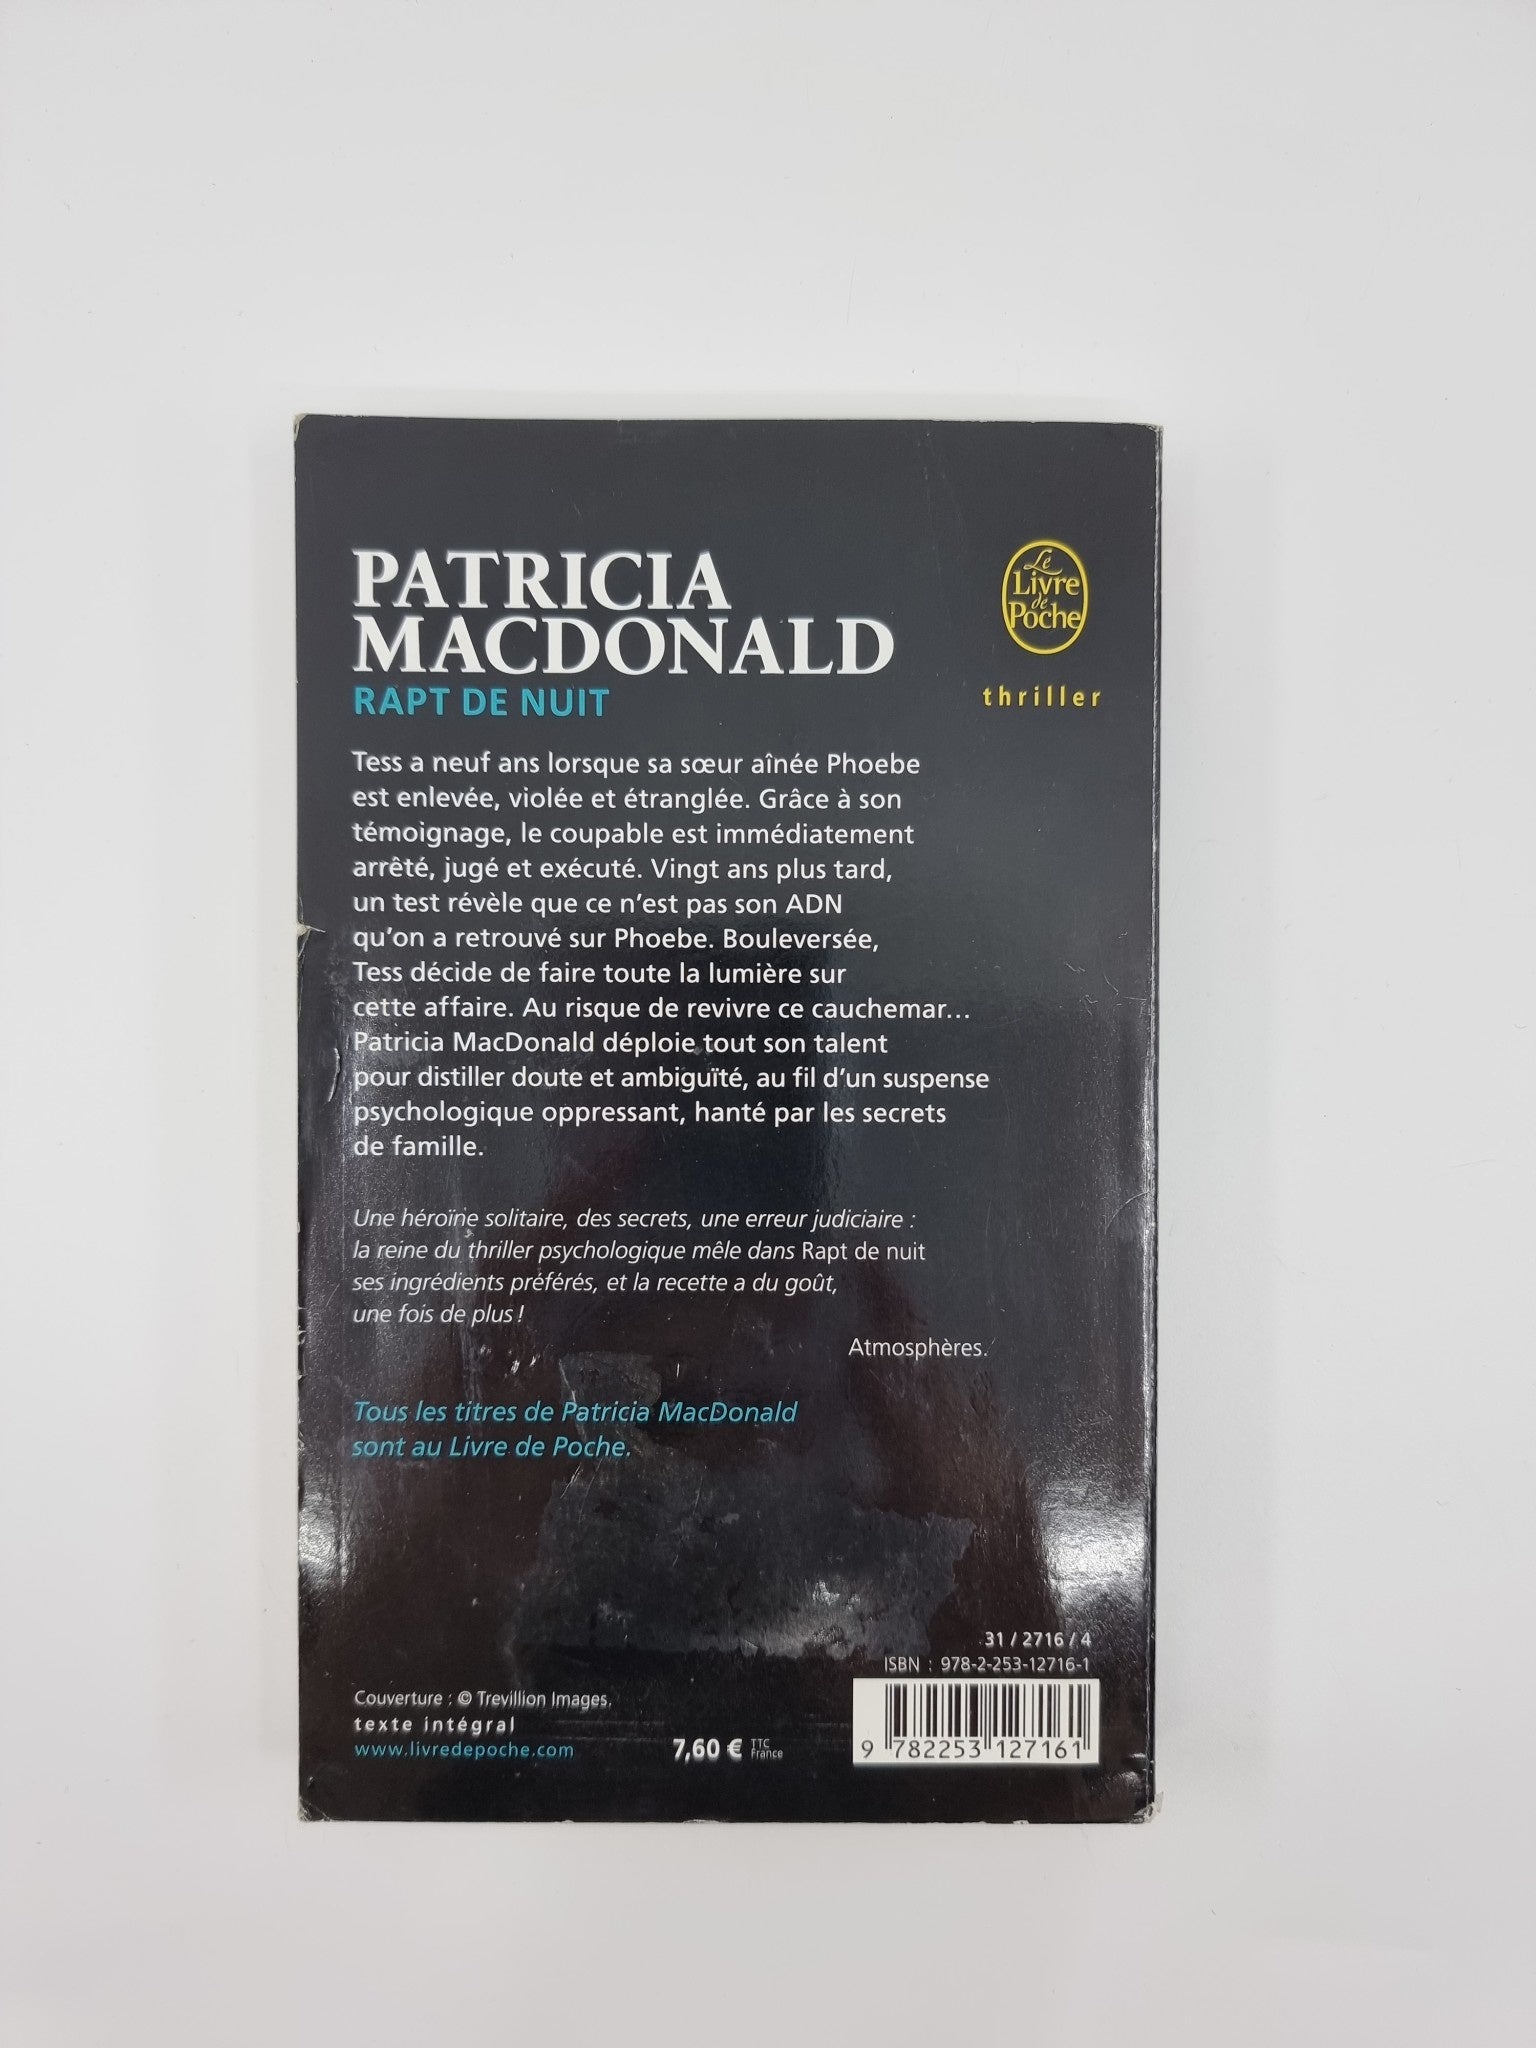 PATRICIA
MACDONALD
RAPT DE NUIT
Le
Livre
de
Poche
thriller
Tess a neuf ans lorsque sa sœur aînée Phoebe
est enlevée, violée et étranglée. Grâce à son
témoignage, le coupable est immédiatement
arrêté, jugé et exécuté. Vingt ans plus tard,
un test révèle que ce n’est pas son ADN
qu’on a retrouvé sur Phoebe. Bouleversée,
Tess décide de faire toute la lumière sur
cette affaire. Au risque de revivre ce cauchemar...
Patricia MacDonald déploie tout son talent
pour distiller doute et ambiguïté, au fil d’un suspense
psychologique oppressant, hanté par les secrets
de famille.
Une héroïne solitaire, des secrets, une erreur judiciaire :
la reine du thriller psychologique mêle dans Rapt de nuit
ses ingrédients préférés, et la recette a du goût,
une fois de plus !
Atmosphères.
Tous les titres de Patricia MacDonald
sont au Livre de Poche.
31 / 2716 / 4
ISBN : 978-2-253-12716-1
Couverture : © Trevillion Images.
texte intégral
www.livredepoche.com
7,60 € TTC
France
9 782253 127161